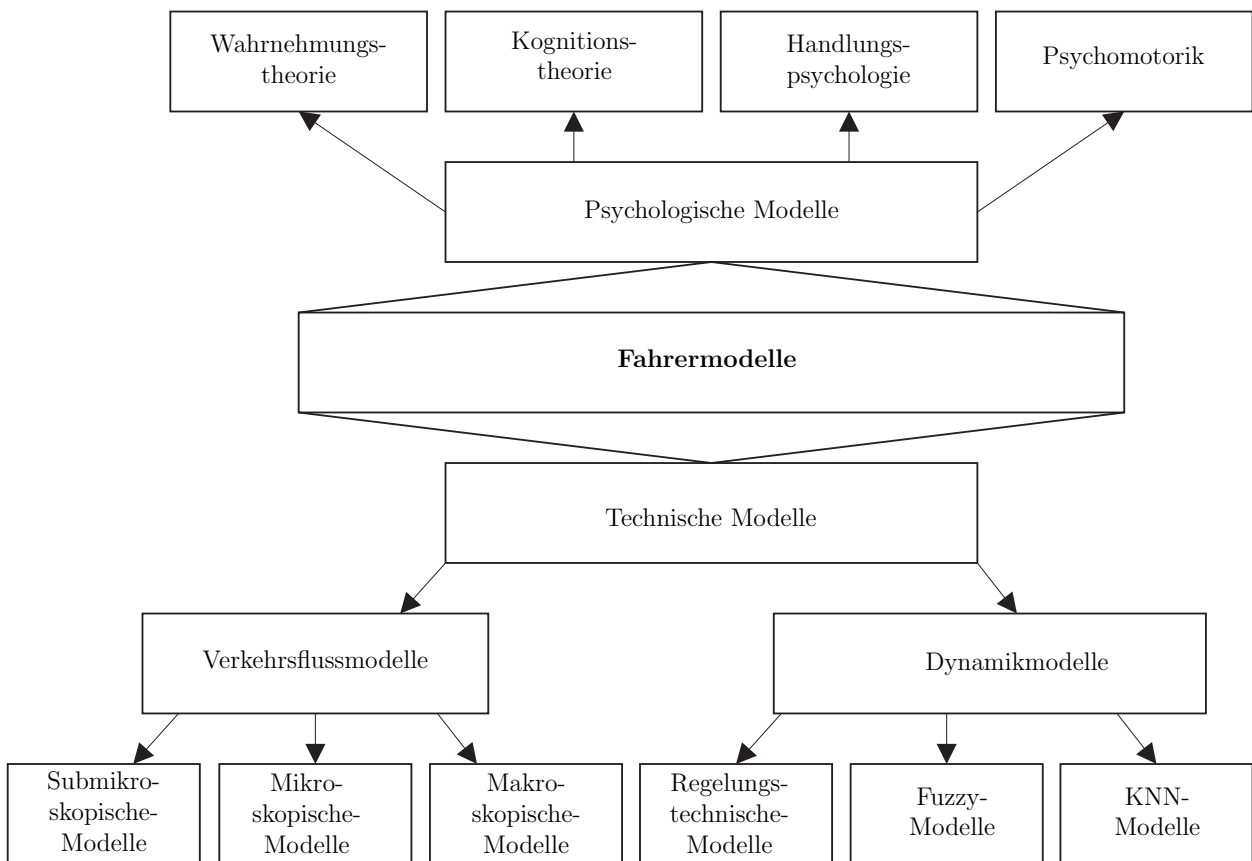 Wahrnehmungs-
theorie
Kognitions-
theorie
Handlungs-
psychologie
Psychomotorik
Psychologische Modelle
Fahrermodelle
Technische Modelle
Verkehrsflussmodelle
Dynamikmodelle
Submikro-
skopische-
Modelle
Mikro-
skopische-
Modelle
Makro-
skopische-
Modelle
Regelungs-
technische-
Modelle
Fuzzy-
Modelle
KNN-
Modelle